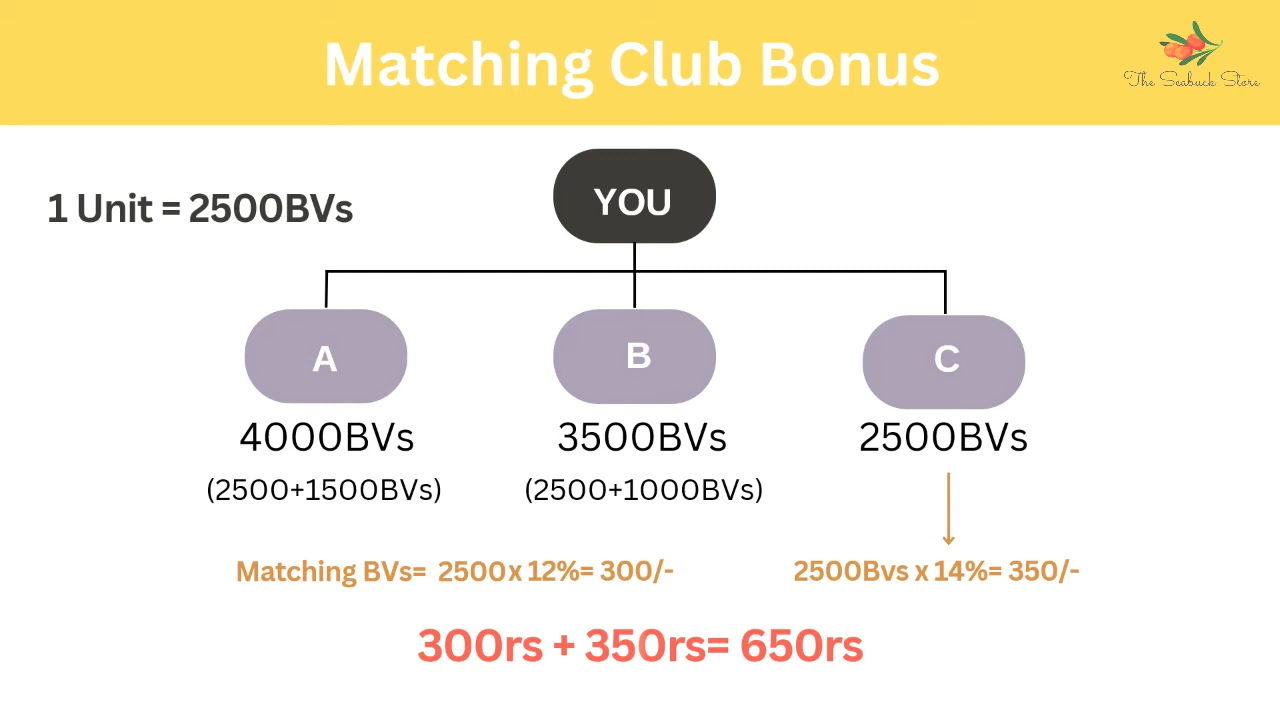 Matching Club Bonus
The Seabuck Store
1 Unit = 2500BVs
YOU
A
B
C
4000BVs
3500BVs
2500BVs
(2500+1500BVs)
(2500+1000BVs)
Matching BVs= 2500x 12%= 300/-
2500Bvs x 14%= 350/-
300rs + 350rs= 650rs